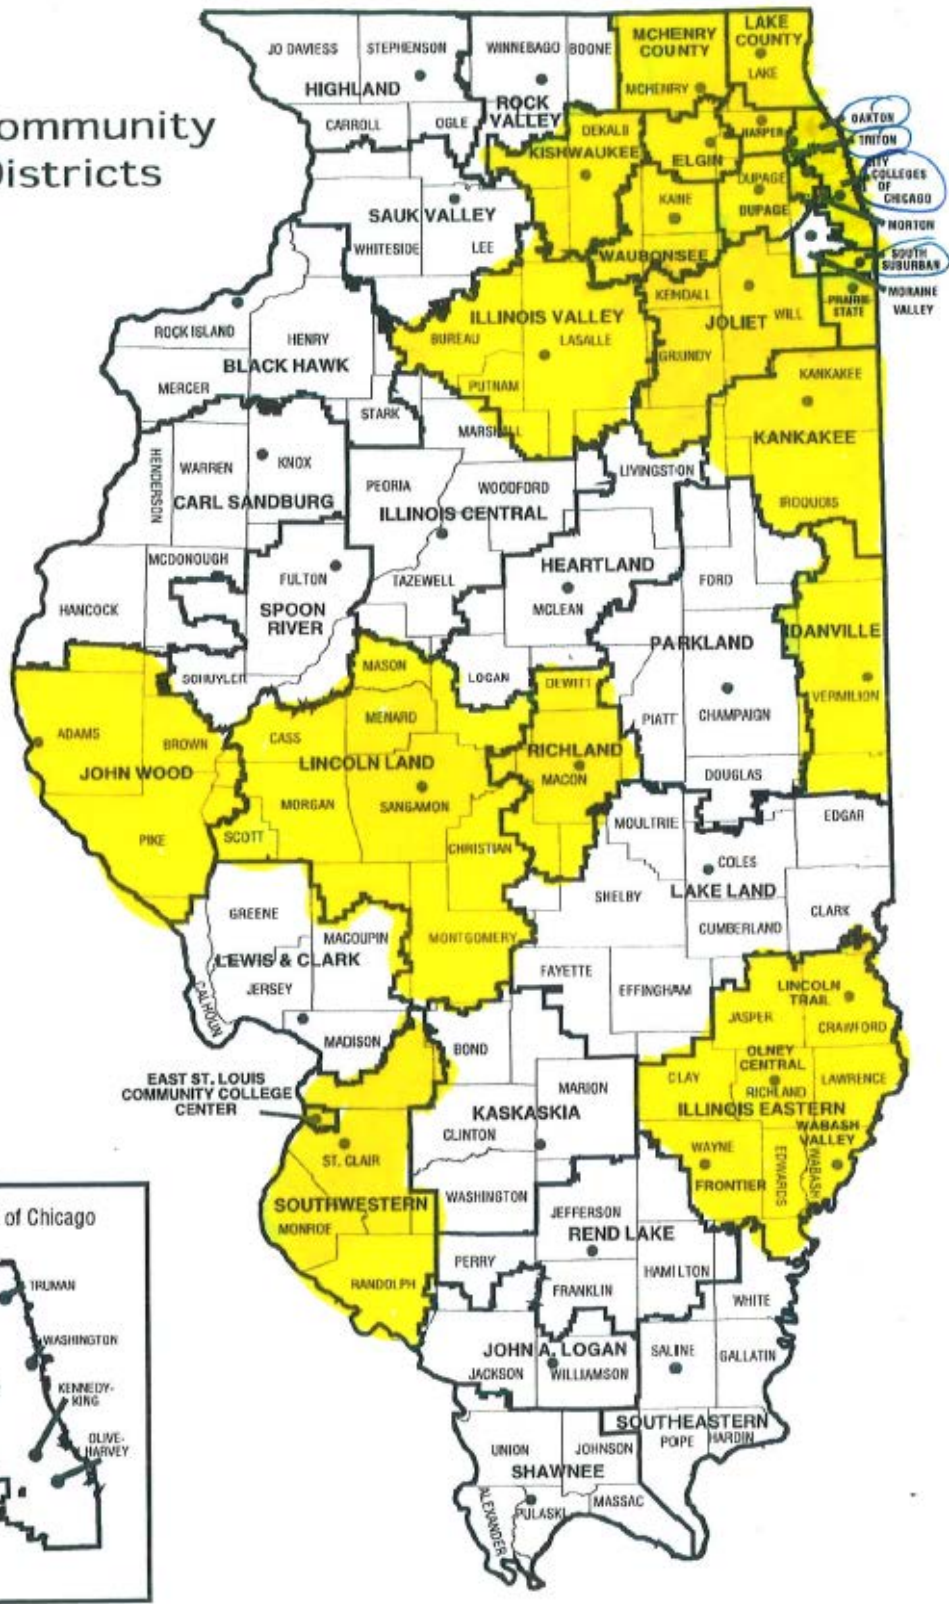 ommunity
istricts
JO DAVIESS
STEPHENSON
HIGHLAND
CARROLL
OGLE
WINNEBAGO
BOONE
ROCK
VALLEY
MCHENRY
COUNTY
MCHENRY
LAKE
COUNTY
LAKE
DEKALB
KISHWAUKEE
ELGIN
HARPER
OAKTON
TRITON
CITY
COLLEGES
OF
CHICAGO
MORTON
SOUTH
SUBURBAN
MORAINE
VALLEY
KANE
DUPAGE
DUPAGE
WAUBONSEE
PRAIRIE
STATE
SAUK VALLEY
WHITESIDE
LEE
KENDALL
JOLIET
WILL
GRUNDY
ILLINOIS VALLEY
BUREAU
LASALLE
PUTNAM
MARSHALL
ROCK ISLAND
HENRY
BLACK HAWK
MERCER
STARK
KANKAKEE
KANKAKEE
IROQUOIS
HENDERSON
WARREN
KNOX
CARL SANDBURG
PEORIA
WOODFORD
ILLINOIS CENTRAL
TAZEWELL
LIVINGSTON
HEARTLAND
MCLEAN
FORD
MCDONOUGH
HANCOCK
FULTON
SPOON
RIVER
SCHUYLER
MASON
LOGAN
DEWITT
PARKLAND
PIATT
CHAMPAIGN
DOUGLAS
DANVILLE
VERMILION
ADAMS
BROWN
JOHN WOOD
PIKE
CASS
MENARD
LINCOLN LAND
MORGAN
SANGAMON
SCOTT
CHRISTIAN
MONTGOMERY
RICHLAND
MACON
MOULTRIE
EDGAR
COLES
SHELBY
LAKE LAND
CUMBERLAND
CLARK
FAYETTE
EFFINGHAM
GREENE
MACOUPIN
LEWIS & CLARK
JERSEY
CALHOUN
MADISON
BOND
LINCOLN
TRAIL
JASPER
CRAWFORD
OLNEY
CENTRAL
CLAY
RICHLAND
LAWRENCE
ILLINOIS EASTERN
WABASH
VALLEY
WAYNE
EDWARDS
WABASH
FRONTIER
EAST ST. LOUIS
COMMUNITY COLLEGE
CENTER
ST. CLAIR
SOUTHWESTERN
MONROE
RANDOLPH
MARION
KASKASKIA
CLINTON
WASHINGTON
JEFFERSON
REND LAKE
PERRY
FRANKLIN
HAMILTON
WHITE
JOHN A. LOGAN
JACKSON
WILLIAMSON
SALINE
GALLATIN
SOUTHEASTERN
POPE
HARDIN
UNION
JOHNSON
SHAWNEE
ALEXANDER
PULASKI
MASSAC
of Chicago
TRUMAN
WASHINGTON
KENNEDY-
KING
OLIVE-
HARVEY